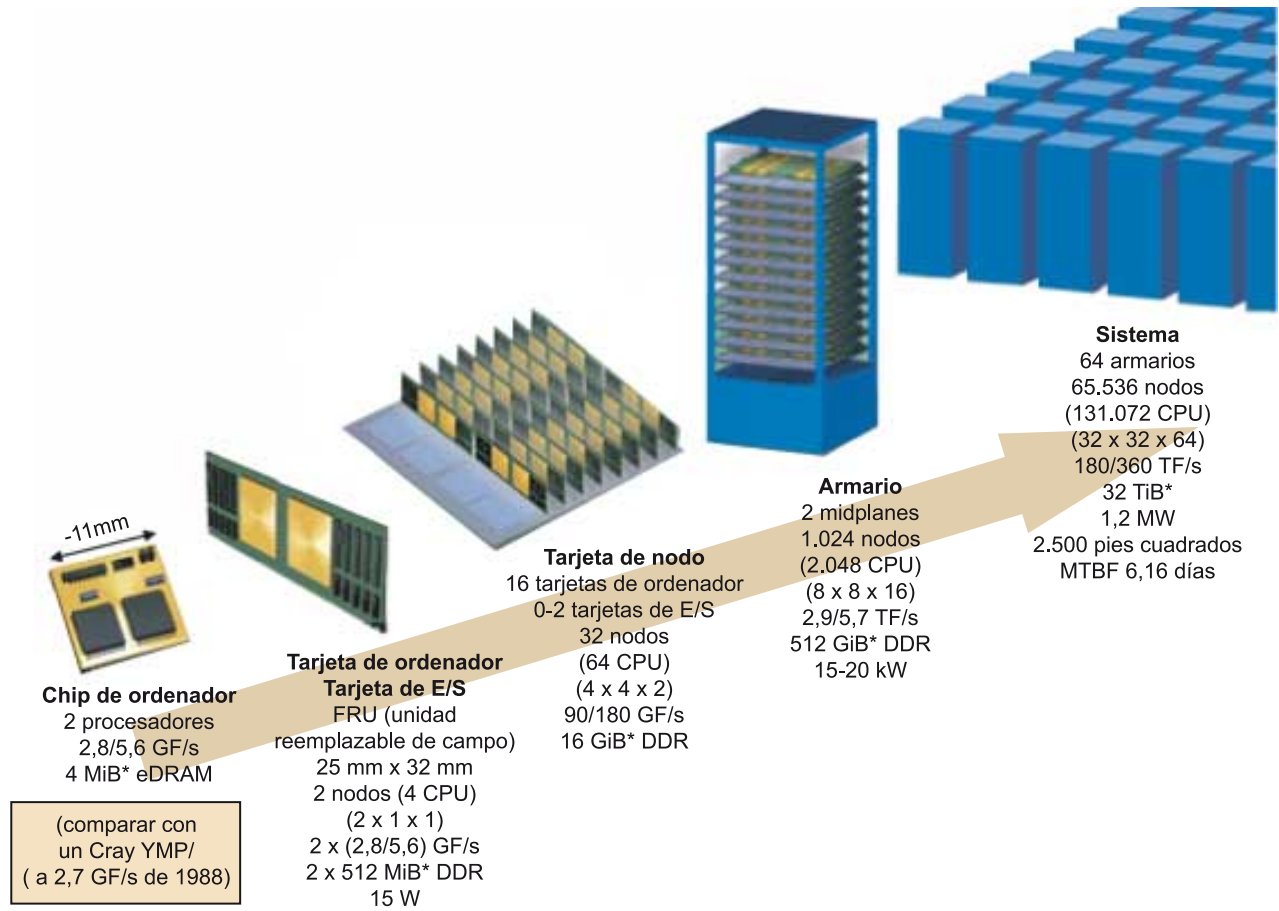 -11mm
Chip de ordenador
2 procesadores
2,8/5,6 GF/s
4 MiB* eDRAM
(comparar con
un Cray YMP/
( a 2,7 GF/s de 1988)
Tarjeta de ordenador
Tarjeta de E/S
FRU (unidad
reemplazable de campo)
25 mm x 32 mm
2 nodos (4 CPU)
(2 x 1 x 1)
2 x (2,8/5,6) GF/s
2 x 512 MiB* DDR
15 W
Tarjeta de nodo
16 tarjetas de ordenador
0-2 tarjetas de E/S
32 nodos
(64 CPU)
(4 x 4 x 2)
90/180 GF/s
16 GiB* DDR
Armario
2 midplanes
1.024 nodos
(2.048 CPU)
(8 x 8 x 16)
2,9/5,7 TF/s
512 GiB* DDR
15-20 kW
Sistema
64 armarios
65.536 nodos
(131.072 CPU)
(32 x 32 x 64)
180/360 TF/s
32 TiB*
1,2 MW
2.500 pies cuadrados
MTBF 6,16 días